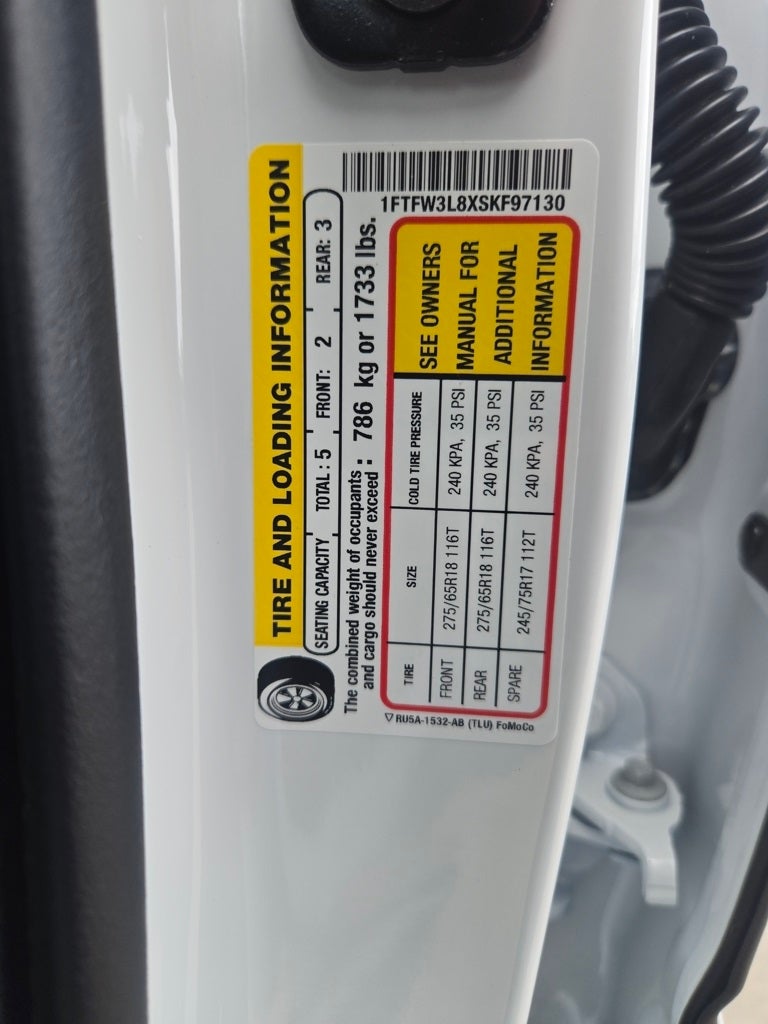 TIRE AND LOADING INFORMATION
SEATING CAPACITY TOTAL : 5 FRONT: 2 REAR: 3
The combined weight of occupants
and cargo should never exceed : 786 kg or 1733 lbs.
TIRE SIZE COLD TIRE PRESSURE
FRONT 275/65R18 116T 240 KPA, 35 PSI
REAR 275/65R18 116T 240 KPA, 35 PSI
SPARE 245/75R17 112T 240 KPA, 35 PSI
SEE OWNERS
MANUAL FOR
ADDITIONAL
INFORMATION
1FTFW3L8XSKF97130
RU5A-1532-AB (TLU) FoMoCo